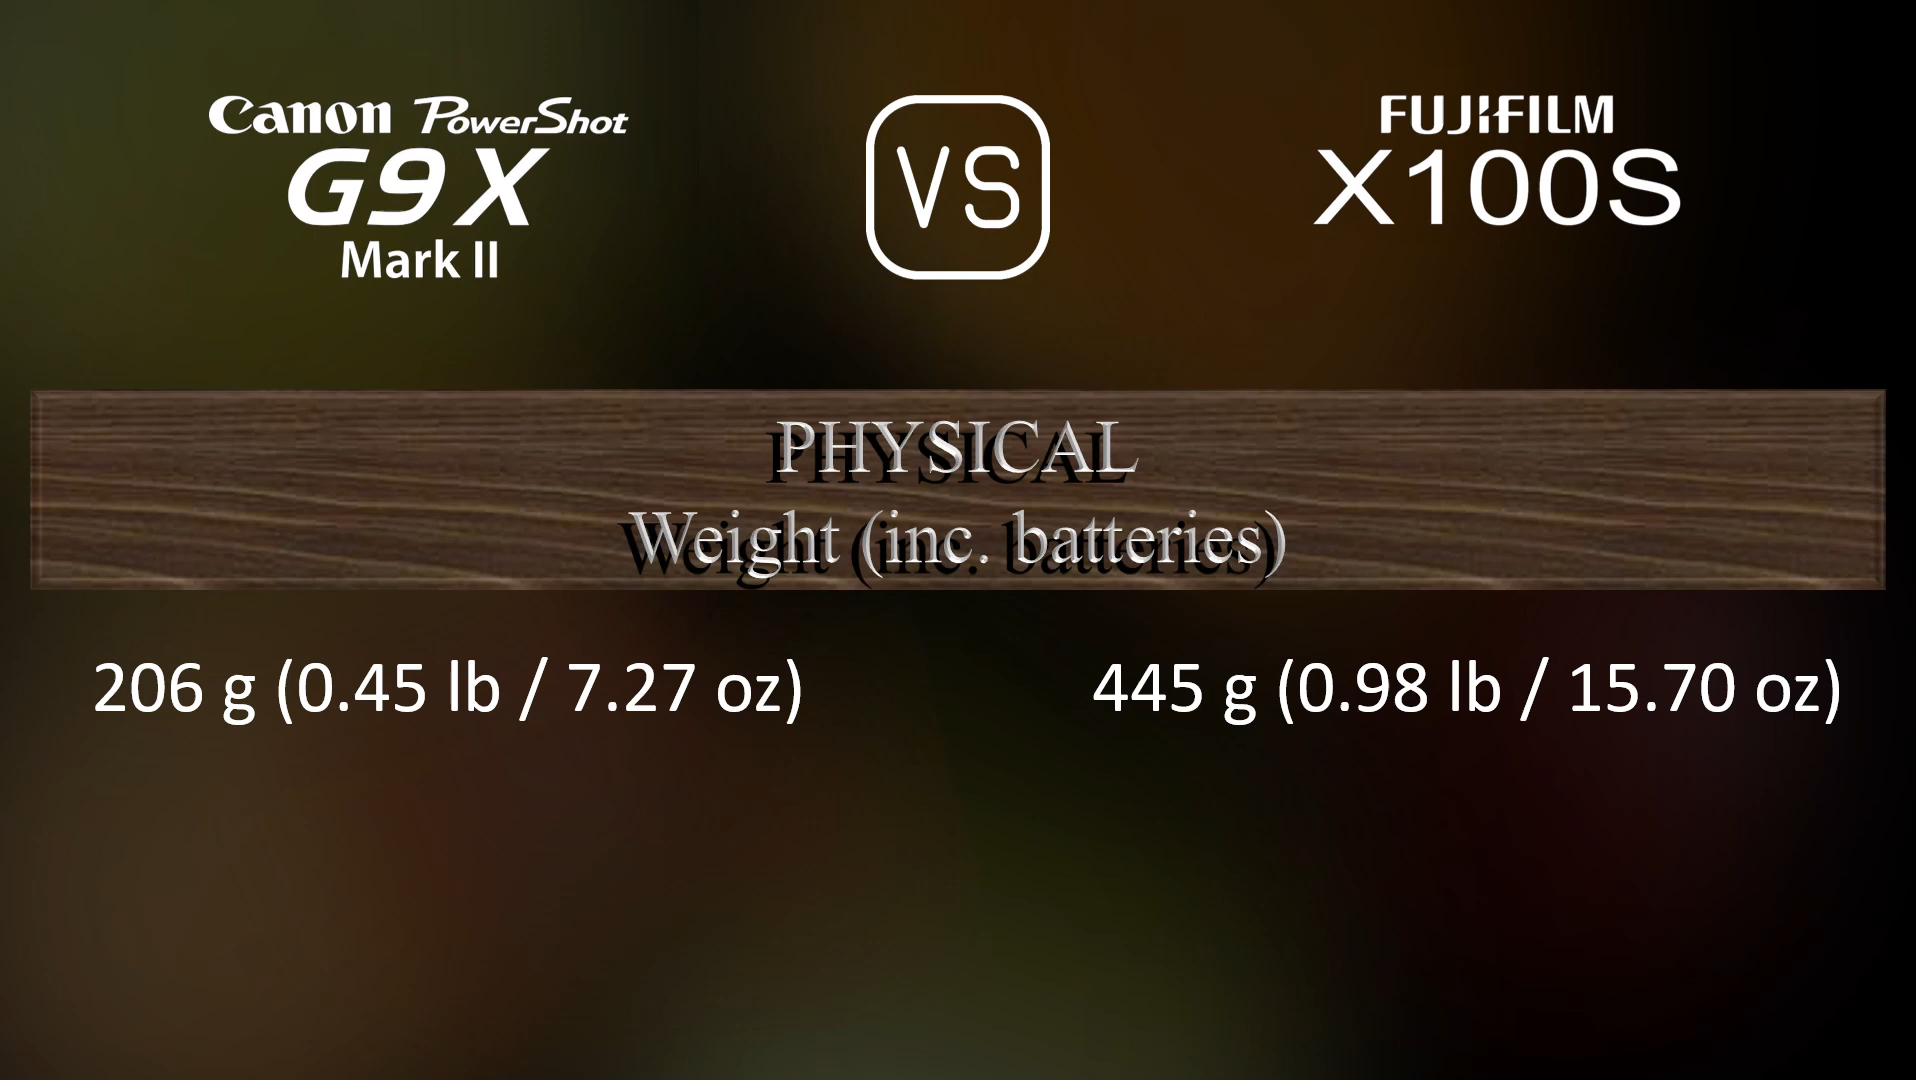 Canon PowerShot
G9 X
Mark II
VS
FUJIFILM
X100S
PHYSICAL
Weight (inc. batteries)
206 g (0.45 lb / 7.27 oz)
445 g (0.98 lb / 15.70 oz)